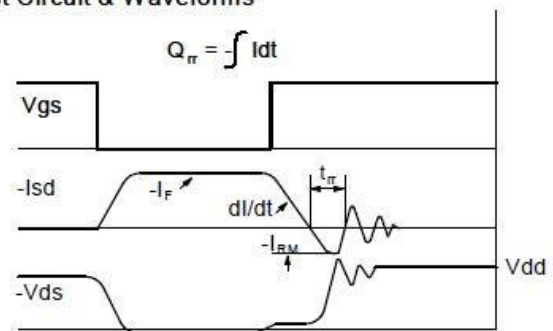 t Circuit & Waveforms
Qrr = -∫ Idt
Vgs
-Isd
-IF
dI/dt
trr
-IRM
Vdd
-Vds